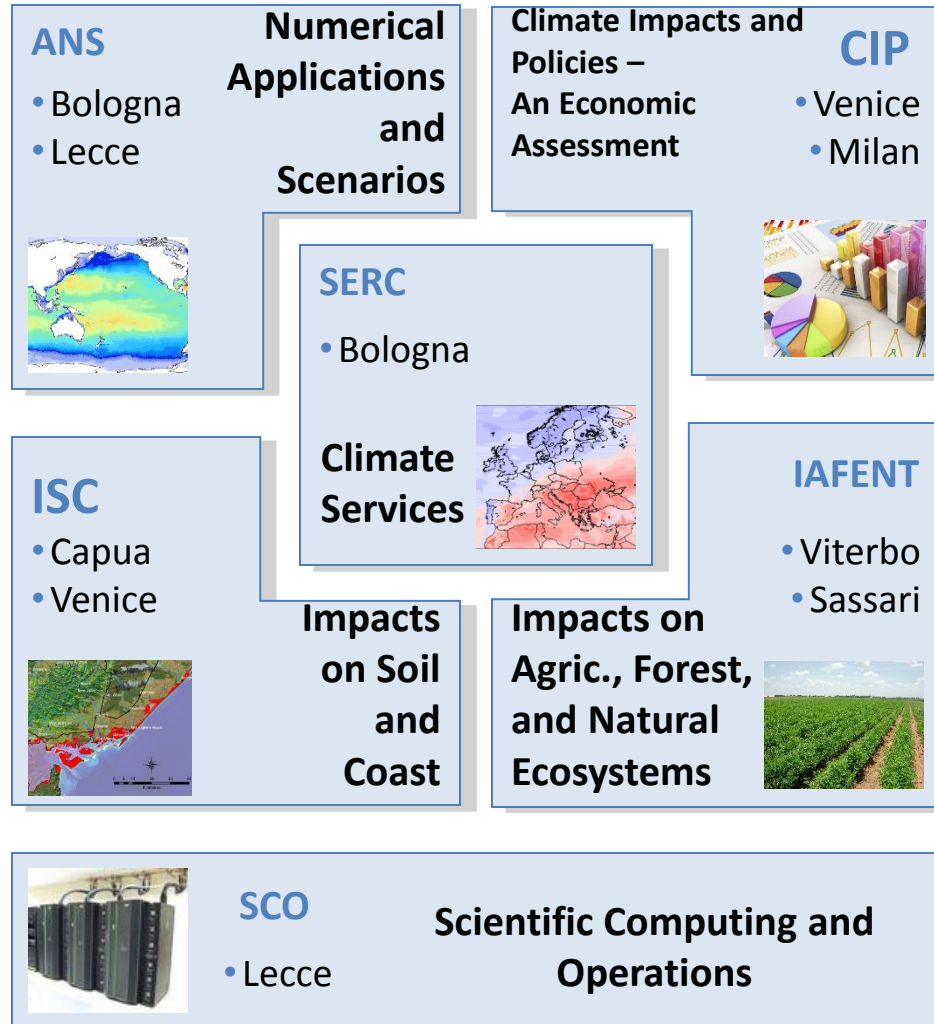 ANS
• Bologna
• Lecce
Numerical
Applications
and
Scenarios
Climate Impacts and
Policies –
An Economic
Assessment
CIP
• Venice
• Milan
SERC
• Bologna
Climate
Services
ISC
• Capua
• Venice
Impacts
on Soil
and
Coast
IAFENT
• Viterbo
• Sassari
Impacts on
Agric., Forest,
and Natural
Ecosystems
SCO
• Lecce
Scientific Computing and
Operations